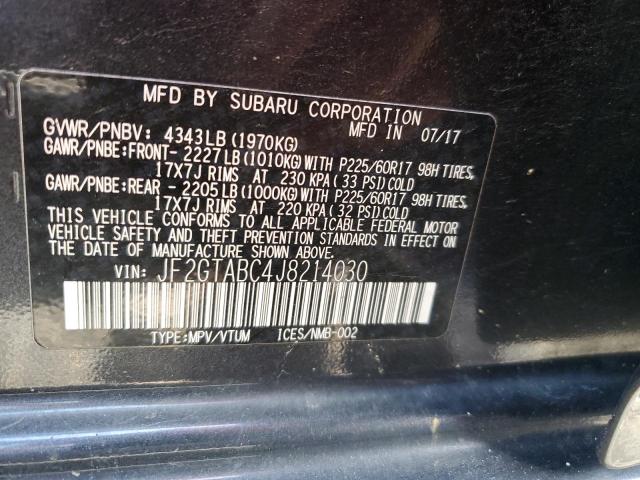 MFD BY SUBARU CORPORATION
GVWR/PNBV: 4343LB(1970KG) MFD IN 07/17
GAWR/PNBE:FRONT- 2227LB(1010KG)WITH P225/60R17 98H TIRES,
17X7J RIMS AT 230 KPA(33 PSI)COLD
GAWR/PNBE:REAR - 2205LB(1000KG)WITH P225/60R17 98H TIRES,
17X7J RIMS AT 220 KPA(32 PSI)COLD
THIS VEHICLE CONFORMS TO ALL APPLICABLE FEDERAL MOTOR
VEHICLE SAFETY AND THEFT PREVENTION STANDARDS IN EFFECT
ON THE DATE OF MANUFACTURE SHOWN ABOVE.
VIN: JF2GTABC4J8214030
TYPE:MPV/VTUM ICES/NMB-002